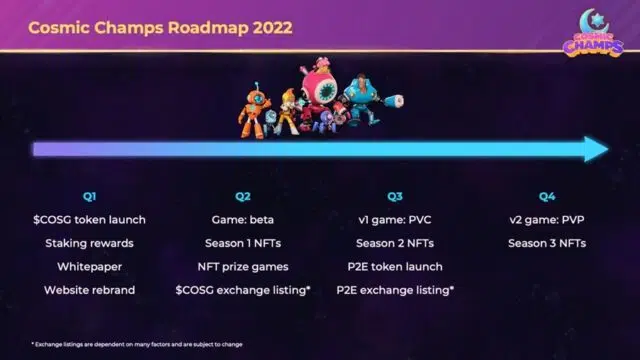 Cosmic Champs Roadmap 2022
COSMIC
CHAMPS
Q1
$COSG token launch
Staking rewards
Whitepaper
Website rebrand
Q2
Game: beta
Season 1 NFTs
NFT prize games
$COSG exchange listing*
Q3
v1 game: PVC
Season 2 NFTs
P2E token launch
P2E exchange listing*
Q4
v2 game: PVP
Season 3 NFTs
* Exchange listings are dependent on many factors and are subject to change